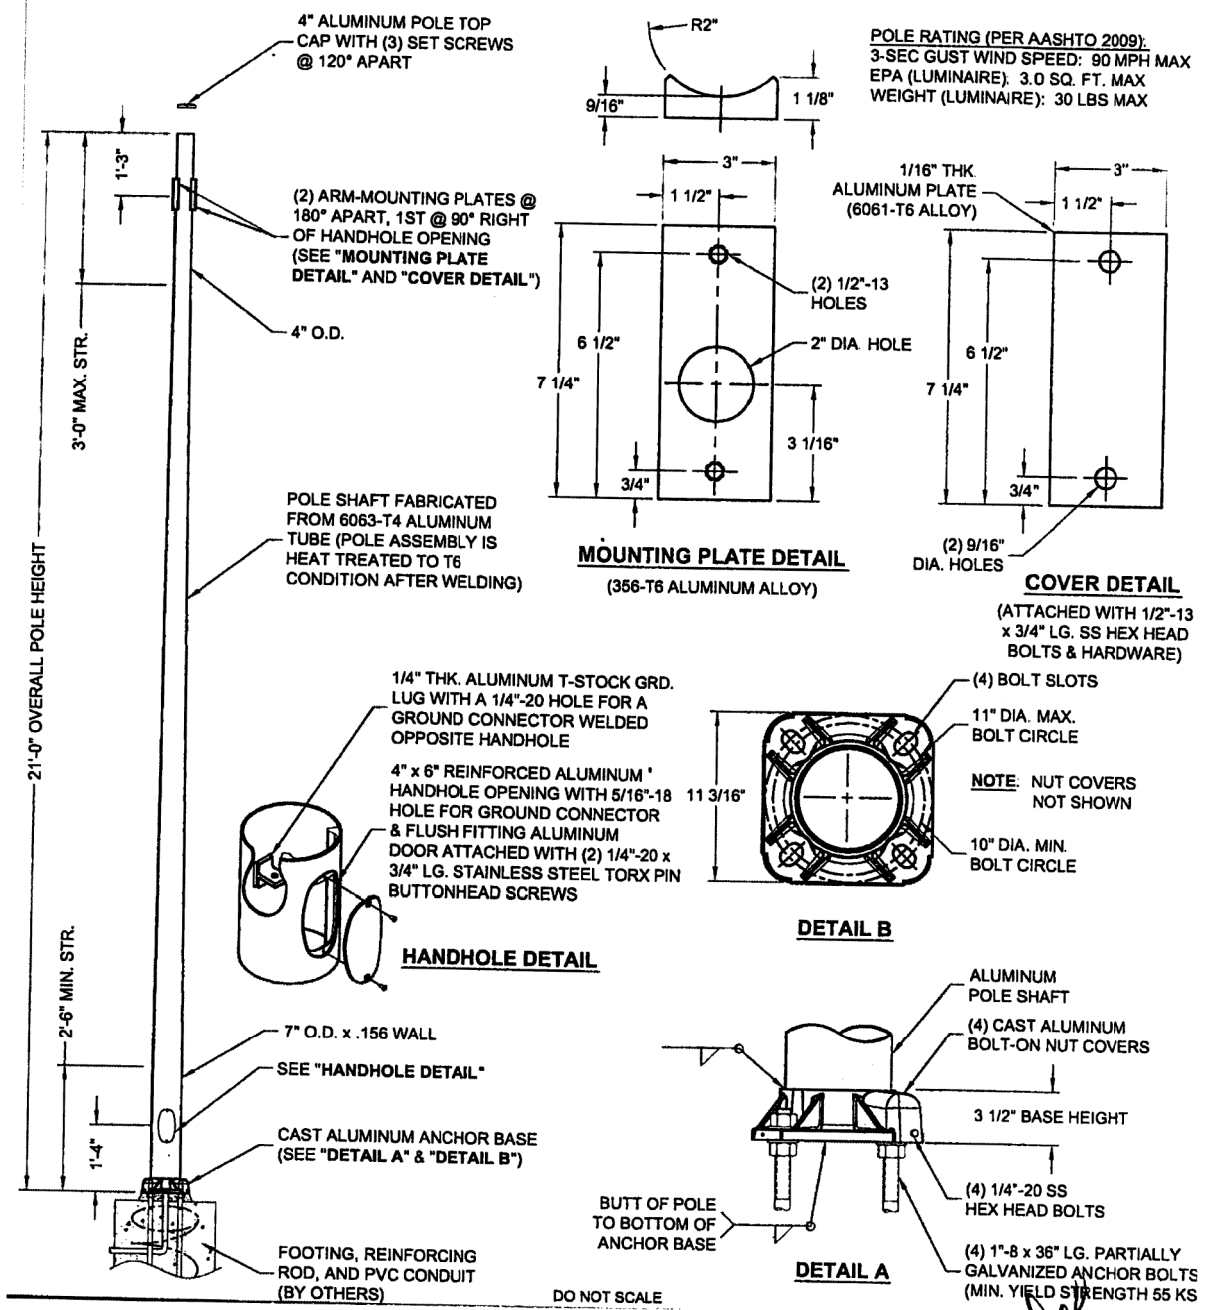 4" ALUMINUM POLE TOP
CAP WITH (3) SET SCREWS
@ 120° APART
R2"
9/16"
1 1/8"
POLE RATING (PER AASHTO 2009):
3-SEC GUST WIND SPEED: 90 MPH MAX
EPA (LUMINAIRE): 3.0 SQ. FT. MAX
WEIGHT (LUMINAIRE): 30 LBS MAX
1'-3"
(2) ARM-MOUNTING PLATES @
180° APART, 1ST @ 90° RIGHT
OF HANDHOLE OPENING
(SEE "MOUNTING PLATE
DETAIL" AND "COVER DETAIL")
4" O.D.
3'-0" MAX. STR.
21'-0" OVERALL POLE HEIGHT
POLE SHAFT FABRICATED
FROM 6063-T4 ALUMINUM
TUBE (POLE ASSEMBLY IS
HEAT TREATED TO T6
CONDITION AFTER WELDING)
3"
1 1/2"
(2) 1/2"-13
HOLES
6 1/2"
2" DIA. HOLE
7 1/4"
3 1/16"
3/4"
MOUNTING PLATE DETAIL
(356-T6 ALUMINUM ALLOY)
1/16" THK.
ALUMINUM PLATE
(6061-T6 ALLOY)
3"
1 1/2"
6 1/2"
7 1/4"
3/4"
(2) 9/16"
DIA. HOLES
COVER DETAIL
(ATTACHED WITH 1/2"-13
x 3/4" LG. SS HEX HEAD
BOLTS & HARDWARE)
1/4" THK. ALUMINUM T-STOCK GRD.
LUG WITH A 1/4"-20 HOLE FOR A
GROUND CONNECTOR WELDED
OPPOSITE HANDHOLE
4" x 6" REINFORCED ALUMINUM
HANDHOLE OPENING WITH 5/16"-18
HOLE FOR GROUND CONNECTOR
& FLUSH FITTING ALUMINUM
DOOR ATTACHED WITH (2) 1/4"-20 x
3/4" LG. STAINLESS STEEL TORX PIN
BUTTONHEAD SCREWS
HANDHOLE DETAIL
11 3/16"
(4) BOLT SLOTS
11" DIA. MAX.
BOLT CIRCLE
NOTE: NUT COVERS
NOT SHOWN
10" DIA. MIN.
BOLT CIRCLE
DETAIL B
2'-6" MIN. STR.
7" O.D. x .156 WALL
SEE "HANDHOLE DETAIL"
1'-4"
CAST ALUMINUM ANCHOR BASE
(SEE "DETAIL A" & "DETAIL B")
FOOTING, REINFORCING
ROD, AND PVC CONDUIT
(BY OTHERS)
ALUMINUM
POLE SHAFT
(4) CAST ALUMINUM
BOLT-ON NUT COVERS
3 1/2" BASE HEIGHT
(4) 1/4"-20 SS
HEX HEAD BOLTS
BUTT OF POLE
TO BOTTOM OF
ANCHOR BASE
DETAIL A
(4) 1"-8 x 36" LG. PARTIALLY
GALVANIZED ANCHOR BOLTS
(MIN. YIELD STRENGTH 55 KS
DO NOT SCALE